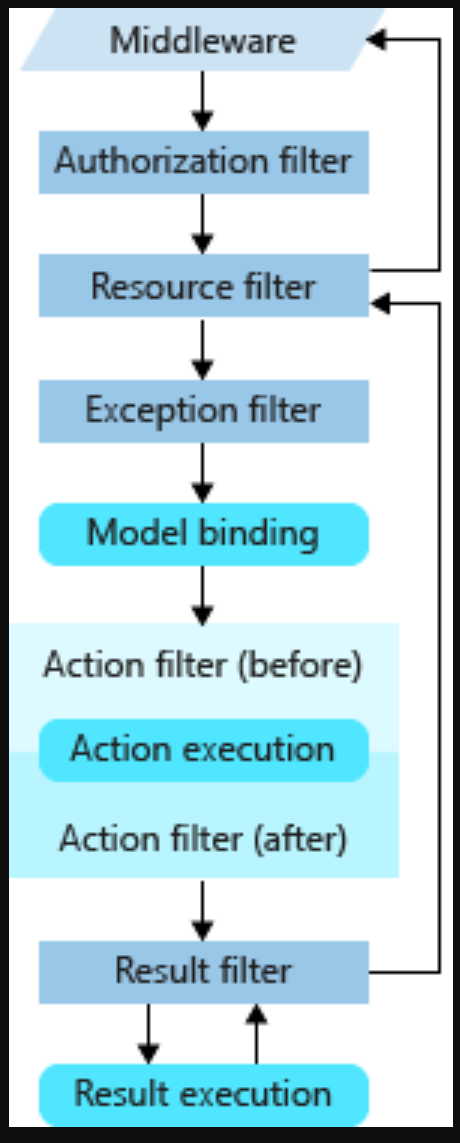 Middleware
Authorization filter
Resource filter
Exception filter
Model binding
Action filter (before)
Action execution
Action filter (after)
Result filter
Result execution